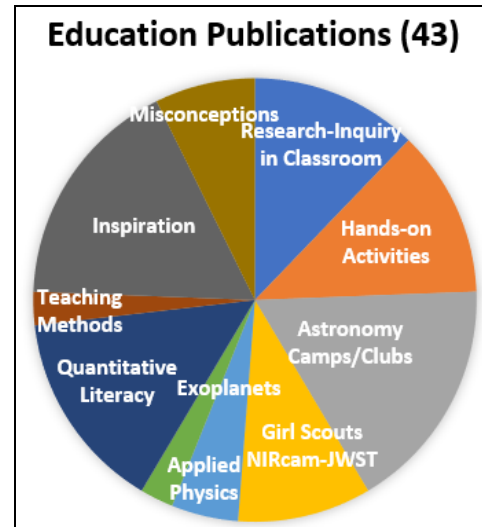 Education Publications (43)
Misconceptions
Research-Inquiry
in Classroom
Inspiration
Hands-on
Activities
Teaching
Methods
Astronomy
Camps/Clubs
Quantitative
Literacy
Exoplanets
Girl Scouts
NIRcam-JWST
Applied
Physics